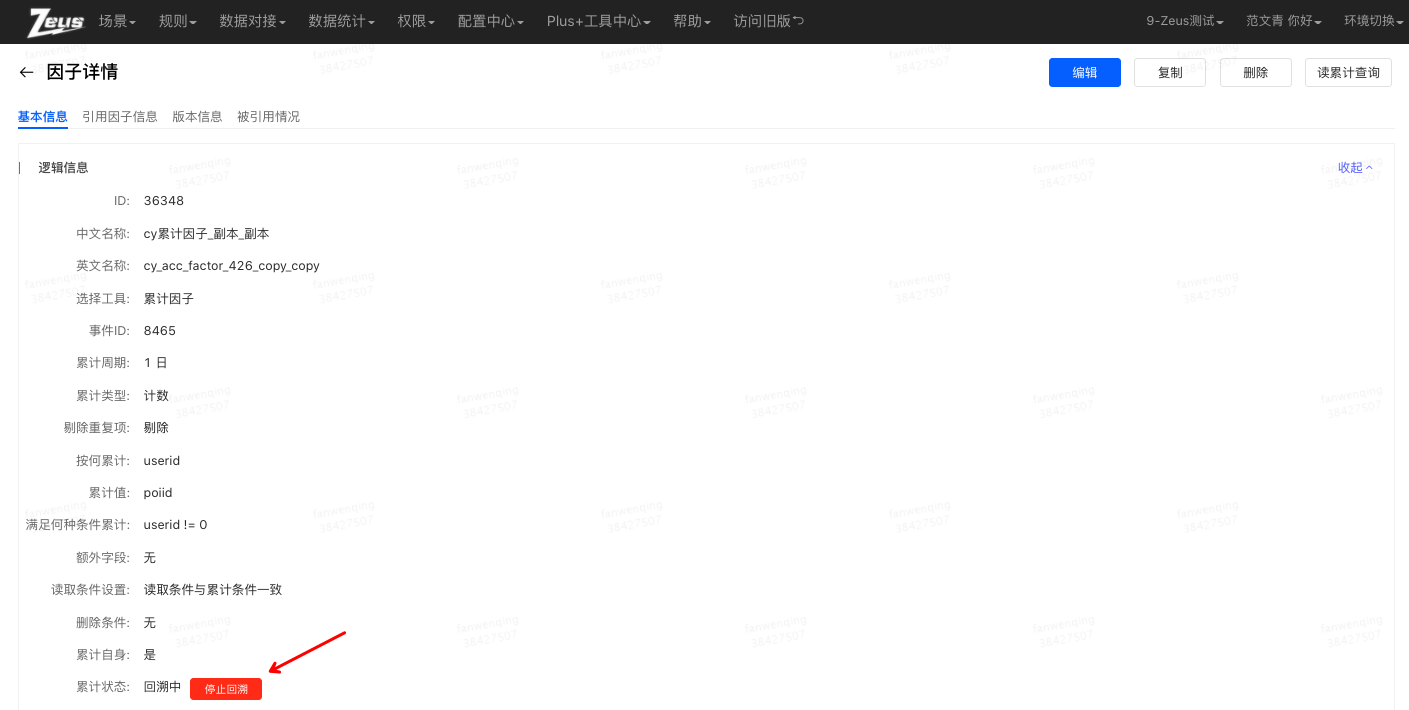 Zeus 场景 规则 数据对接 数据统计 权限 配置中心 Plus+工具中心 帮助 访问旧版 9-Zeus测试 范文青 你好 环境切换
因子详情 编辑 复制 删除 读累计查询
基本信息 引用因子信息 版本信息 被引用情况
逻辑信息 收起
ID: 36348
中文名称: cy累计因子_副本_副本
英文名称: cy_acc_factor_426_copy_copy
选择工具: 累计因子
事件ID: 8465
累计周期: 1 日
累计类型: 计数
剔除重复项: 剔除
按何累计: userid
累计值: poiid
满足何种条件累计: userid != 0
额外字段: 无
读取条件设置: 读取条件与累计条件一致
删除条件: 无
累计自身: 是
累计状态: 回溯中 停止回溯
fanwenqing
38427507